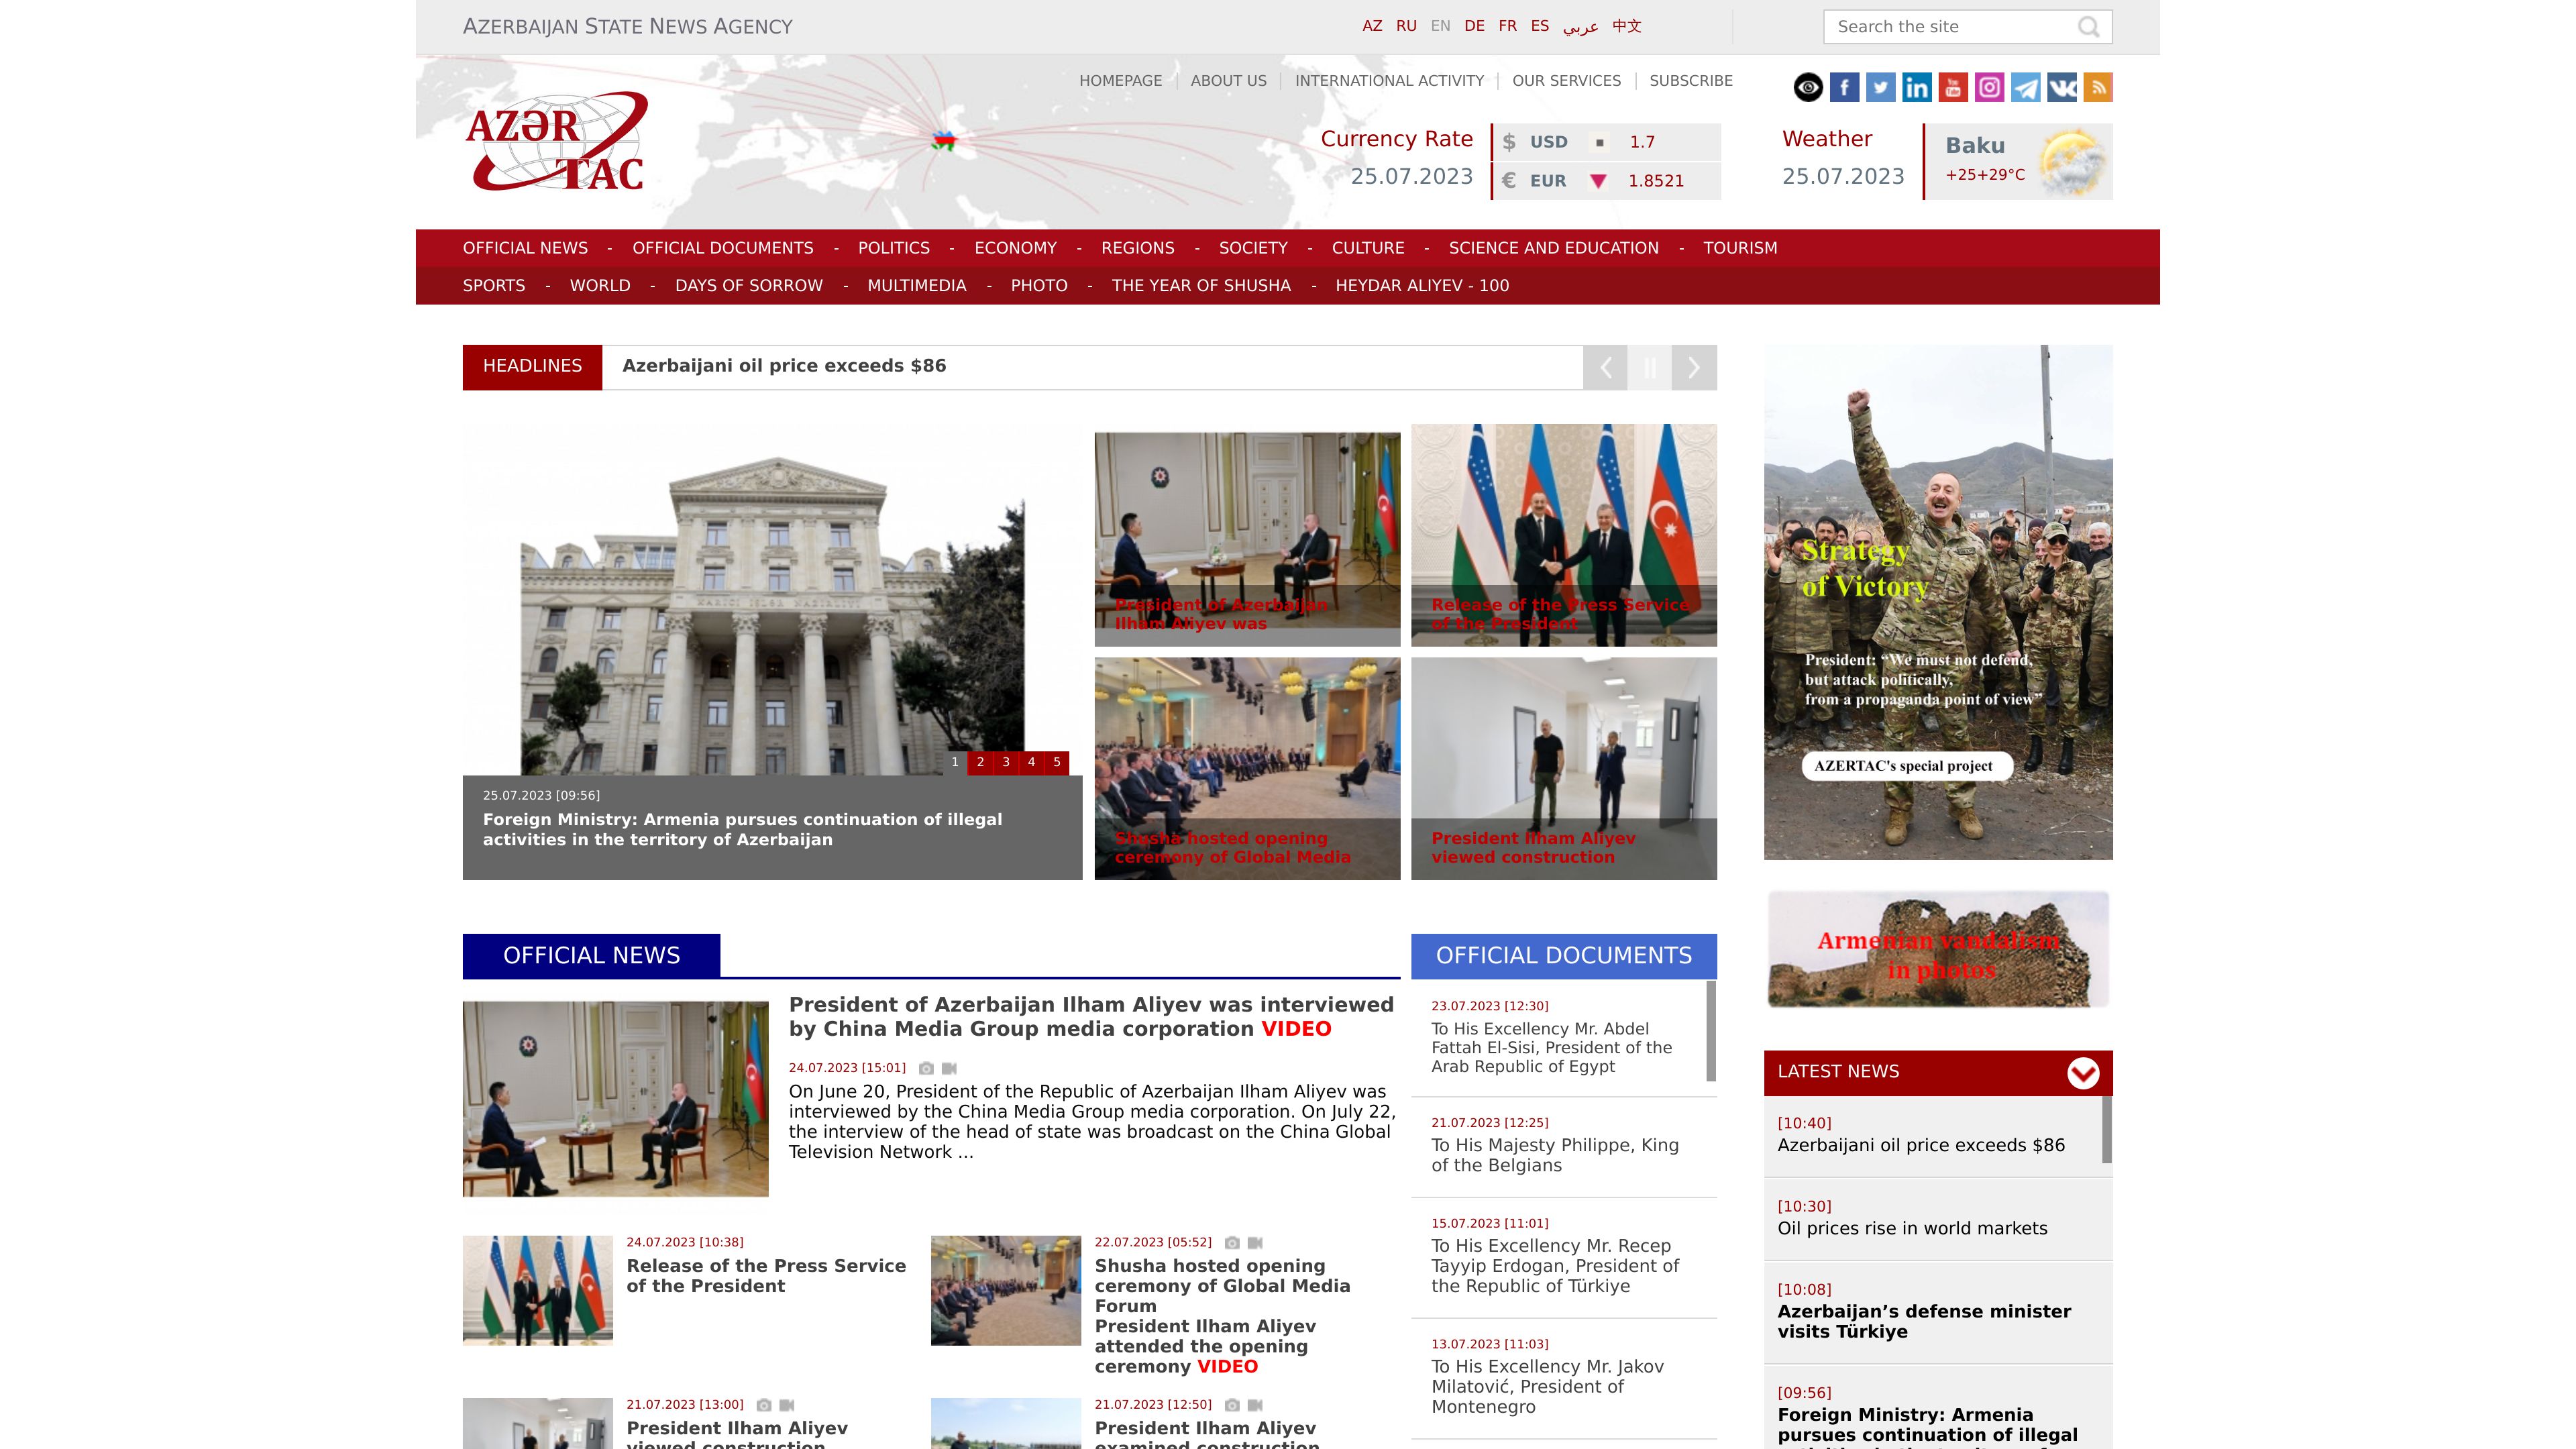 AZERBAIJAN STATE NEWS AGENCY
AZ RU EN DE FR ES عربي 中文
Search the site
HOMEPAGE ABOUT US INTERNATIONAL ACTIVITY OUR SERVICES SUBSCRIBE
AZƏR
TAC
Currency Rate
25.07.2023
$ USD 1.7
€ EUR 1.8521
Weather
25.07.2023
Baku
+25+29°C
OFFICIAL NEWS - OFFICIAL DOCUMENTS - POLITICS - ECONOMY - REGIONS - SOCIETY - CULTURE - SCIENCE AND EDUCATION - TOURISM
SPORTS - WORLD - DAYS OF SORROW - MULTIMEDIA - PHOTO - THE YEAR OF SHUSHA - HEYDAR ALIYEV - 100
HEADLINES Azerbaijani oil price exceeds $86
1 2 3 4 5
25.07.2023 [09:56]
Foreign Ministry: Armenia pursues continuation of illegal
activities in the territory of Azerbaijan
President of Azerbaijan
Ilham Aliyev was
Release of the Press Service
of the President
Shusha hosted opening
ceremony of Global Media
President Ilham Aliyev
viewed construction
Strategy
of Victory
President: “We must not defend,
but attack politically,
from a propaganda point of view”
AZERTAC's special project
Armenian vandalism
in photos
OFFICIAL NEWS
President of Azerbaijan Ilham Aliyev was interviewed
by China Media Group media corporation VIDEO
24.07.2023 [15:01]
On June 20, President of the Republic of Azerbaijan Ilham Aliyev was
interviewed by the China Media Group media corporation. On July 22,
the interview of the head of state was broadcast on the China Global
Television Network ...
24.07.2023 [10:38]
Release of the Press Service
of the President
22.07.2023 [05:52]
Shusha hosted opening
ceremony of Global Media
Forum
President Ilham Aliyev
attended the opening
ceremony VIDEO
21.07.2023 [13:00]
President Ilham Aliyev
viewed construction
21.07.2023 [12:50]
President Ilham Aliyev
examined construction
OFFICIAL DOCUMENTS
23.07.2023 [12:30]
To His Excellency Mr. Abdel
Fattah El-Sisi, President of the
Arab Republic of Egypt
21.07.2023 [12:25]
To His Majesty Philippe, King
of the Belgians
15.07.2023 [11:01]
To His Excellency Mr. Recep
Tayyip Erdogan, President of
the Republic of Türkiye
13.07.2023 [11:03]
To His Excellency Mr. Jakov
Milatović, President of
Montenegro
LATEST NEWS
[10:40]
Azerbaijani oil price exceeds $86
[10:30]
Oil prices rise in world markets
[10:08]
Azerbaijan’s defense minister
visits Türkiye
[09:56]
Foreign Ministry: Armenia
pursues continuation of illegal